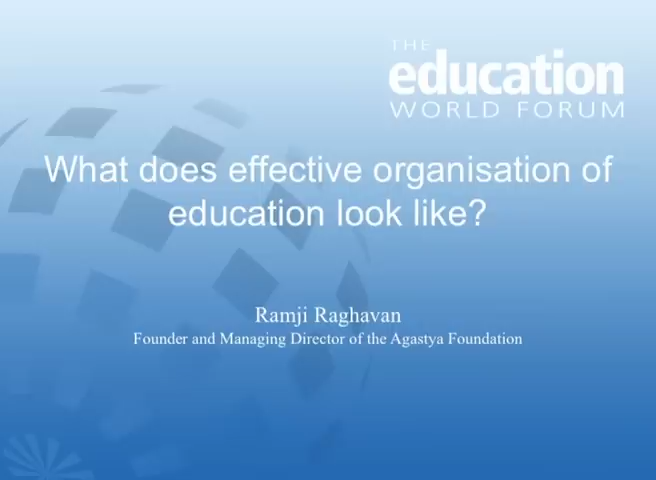 THE
education
WORLD FORUM
What does effective organisation of
education look like?
Ramji Raghavan
Founder and Managing Director of the Agastya Foundation